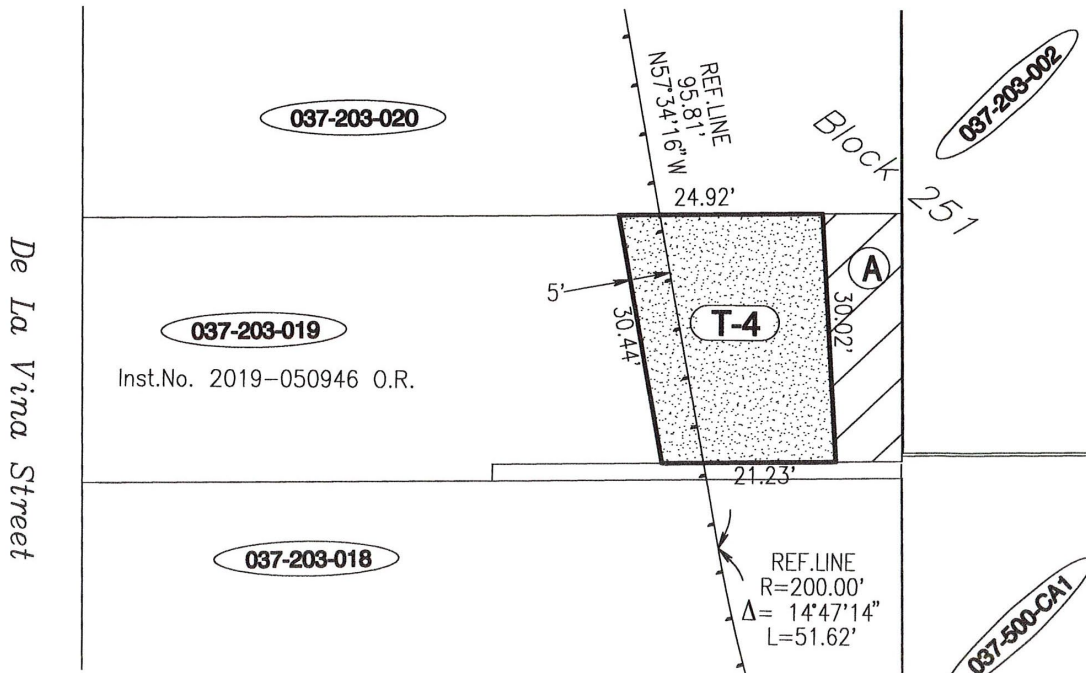 037-203-020
REF.LINE
95.81'
N57°34'16"W
Block
251
037-203-002
24.92'
A
De La Vina Street
5'
037-203-019
Inst.No. 2019-050946 O.R.
30.44'
T-4
30.02'
21.23'
037-203-018
REF.LINE
R=200.00'
Δ= 14°47'14"
L=51.62'
037-500-CA1